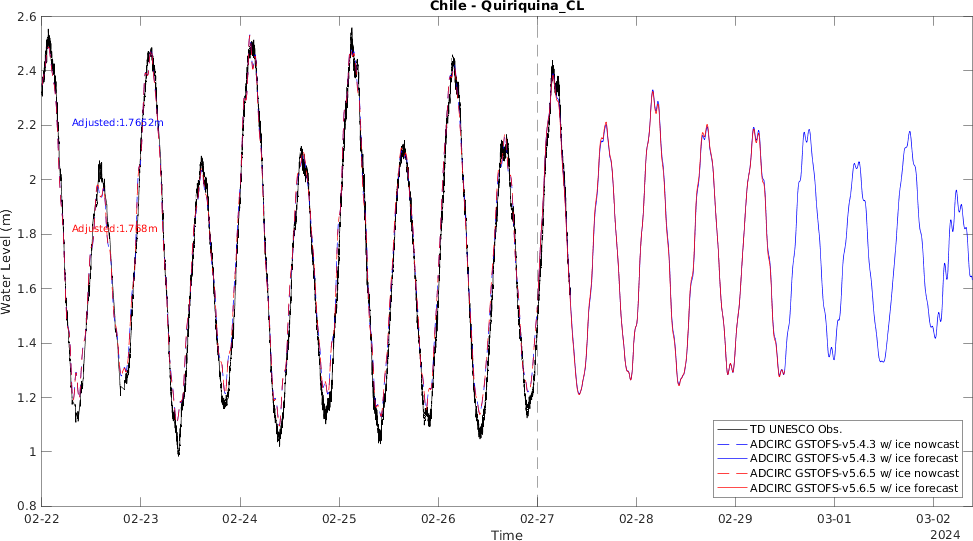 Chile - Quiriquina_CL
Water Level (m)
2.6
2.4
2.2
2
1.8
1.6
1.4
1.2
1
0.8
Adjusted:1.7652m
Adjusted:1.768m
TD UNESCO Obs.
ADCIRC GSTOFS-v5.4.3 w/ ice nowcast
ADCIRC GSTOFS-v5.4.3 w/ ice forecast
ADCIRC GSTOFS-v5.6.5 w/ ice nowcast
ADCIRC GSTOFS-v5.6.5 w/ ice forecast
02-22 02-23 02-24 02-25 02-26 02-27 02-28 02-29 03-01 03-02
Time
2024